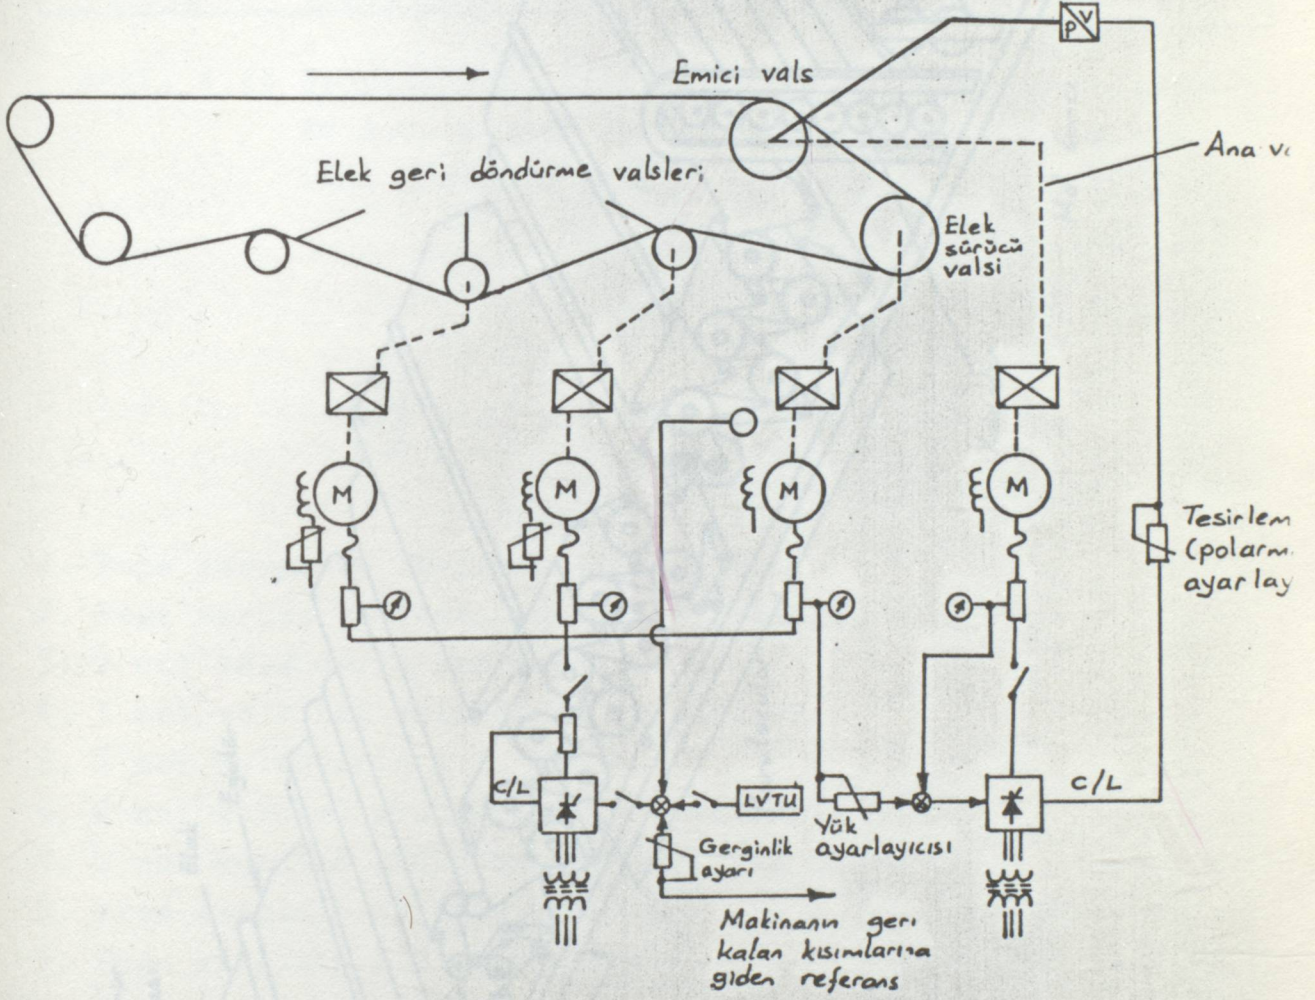 P V
Emici vals
Ana
Elek geri döndürme valsleri
Elek
sürücü
valsi
M
M
M
M
(polarm
ayarlay
C/L
LVTU
C/L
Yük
ayarlayıcısı
Gerginlik
ayarı
Makinanın geri
kalan kısımlarına
giden referans